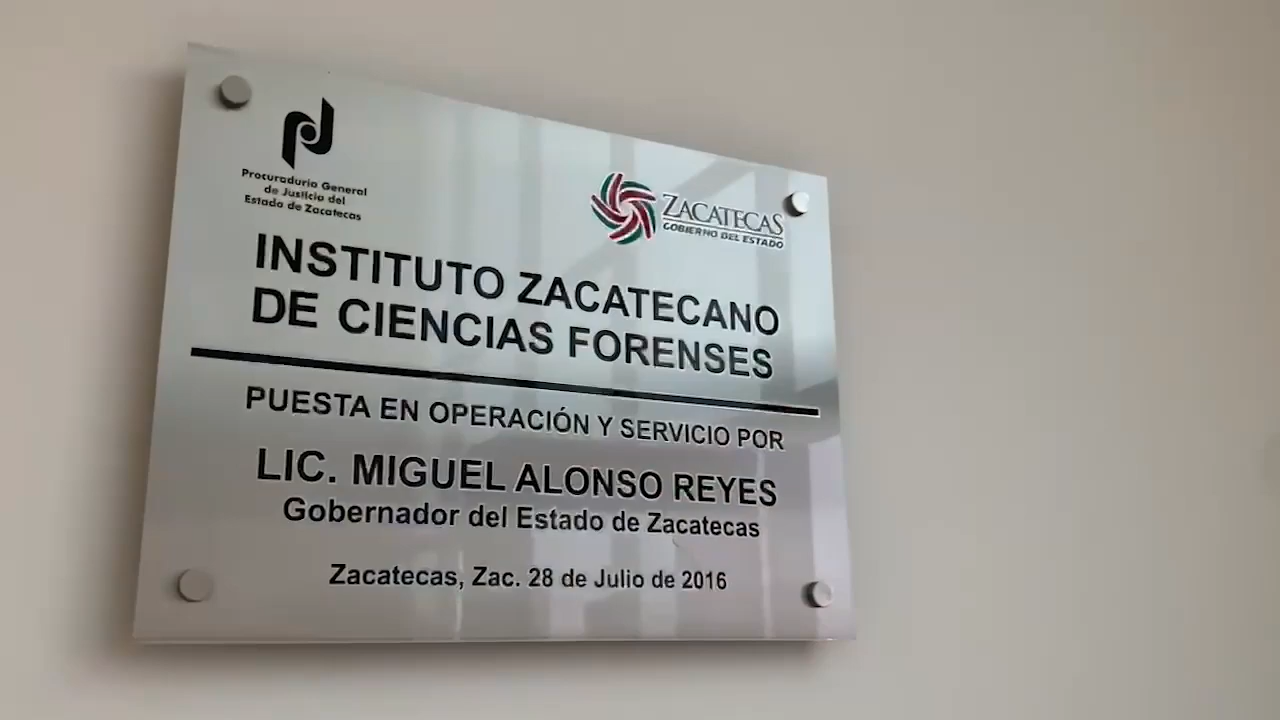 Procuraduría General
de Justicia del
Estado de Zacatecas
ZACATECAS
GOBIERNO DEL ESTADO
INSTITUTO ZACATECANO
DE CIENCIAS FORENSES
PUESTA EN OPERACIÓN Y SERVICIO POR
LIC. MIGUEL ALONSO REYES
Gobernador del Estado de Zacatecas
Zacatecas, Zac. 28 de Julio de 2016